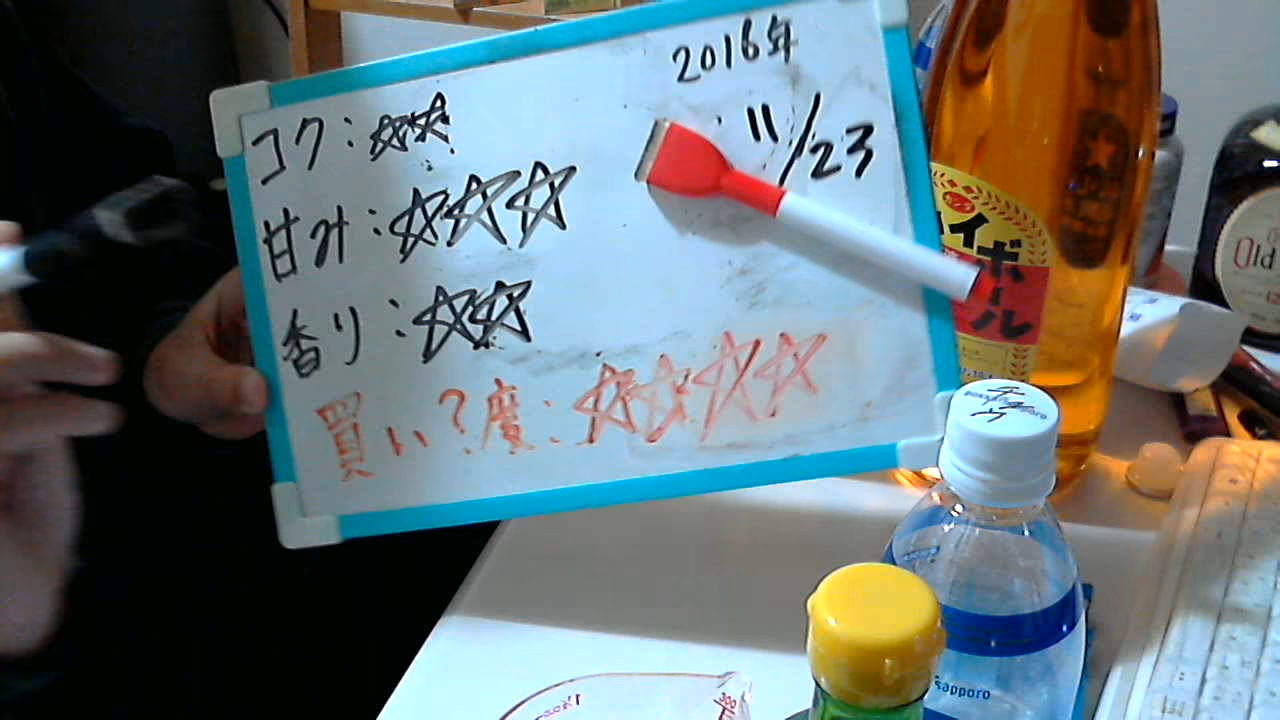 2016年
11/23
コク：☆☆
甘み：☆☆☆
香り：☆☆
買い？度：☆☆☆☆
ハイボール
Old
Sapporo
300